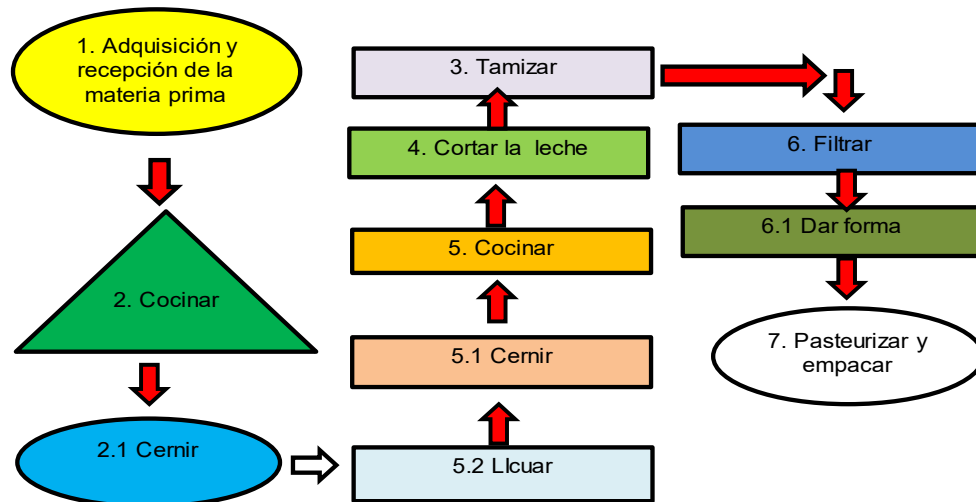 1. Adquisición y
recepción de la
materia prima
2. Cocinar
2.1 Cernir
3. Tamizar
4. Cortar la  leche
5. Cocinar
5.1 Cernir
5.2 LIcuar
6. Filtrar
6.1 Dar forma
7. Pasteurizar y
empacar